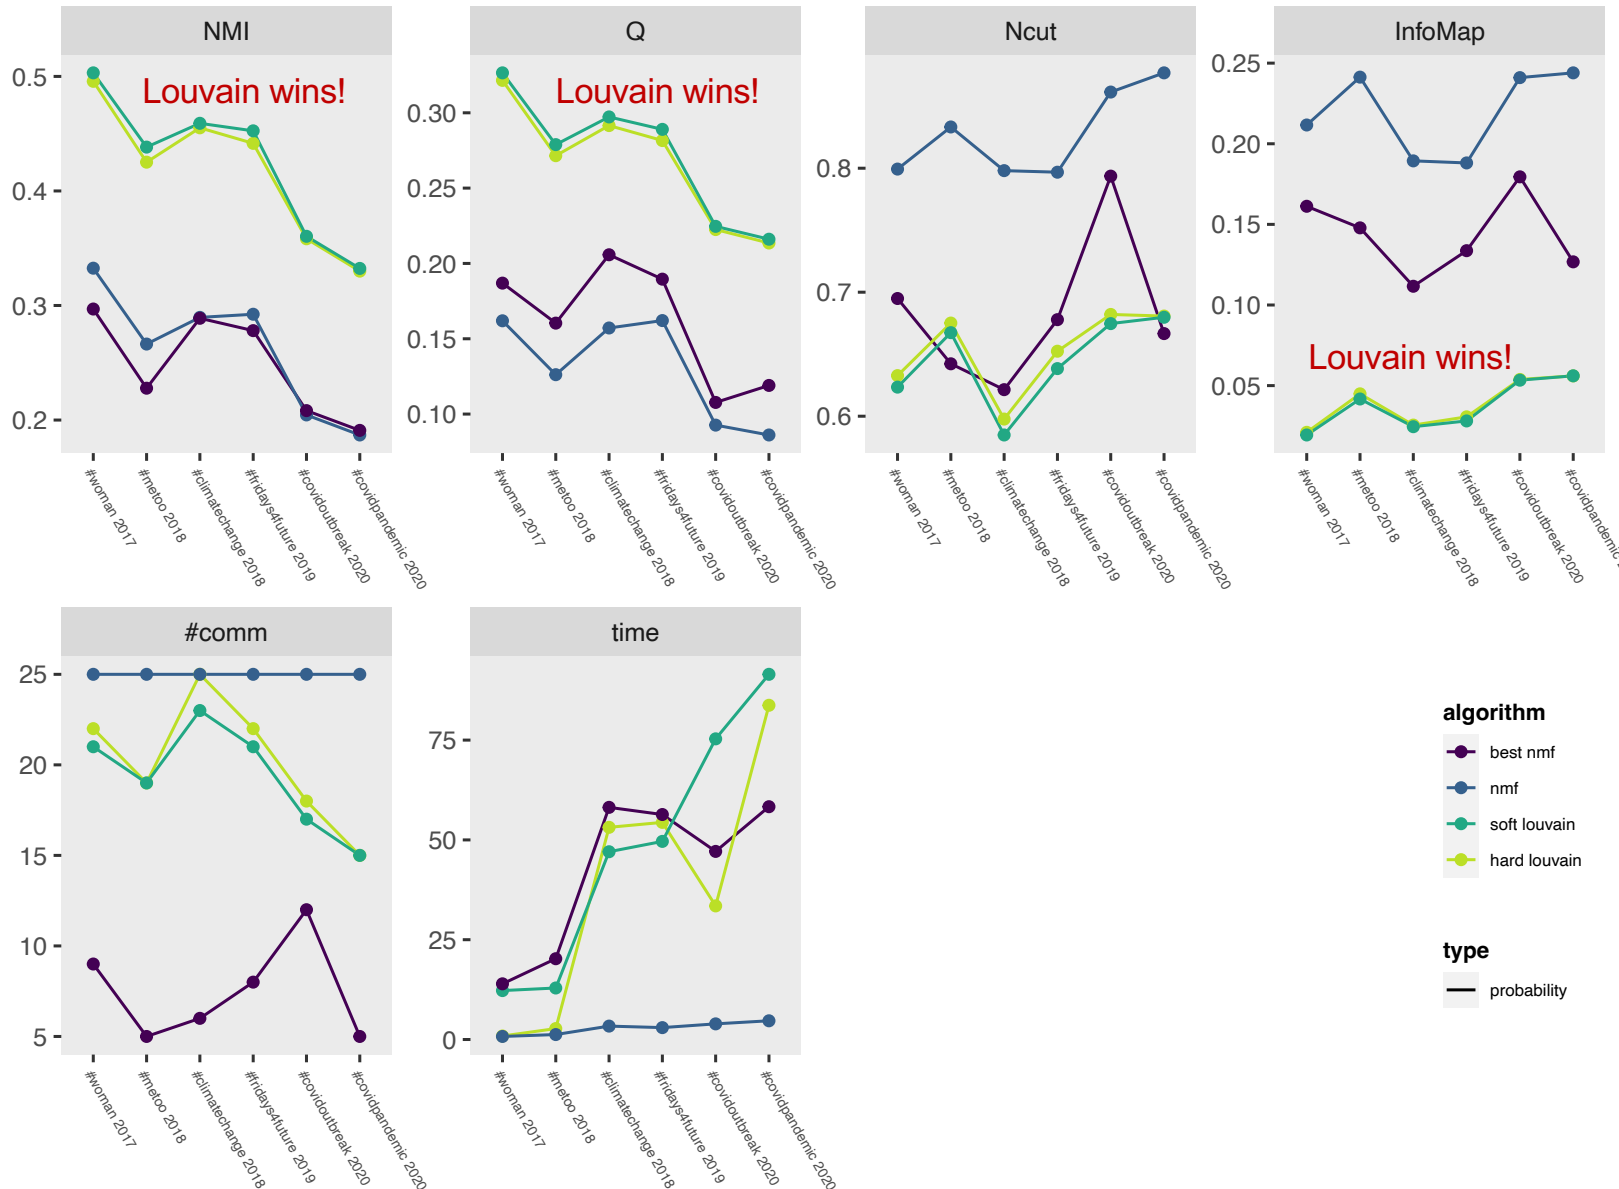 NMI
Q
Ncut
InfoMap
Louvain wins!
Louvain wins!
Louvain wins!
0.5
0.4
0.3
0.2
0.30
0.25
0.20
0.15
0.10
0.8
0.7
0.6
0.25
0.20
0.15
0.10
0.05
#woman 2017
#metoo 2018
#climatechange 2018
#fridays4future 2019
#covidoutbreak 2020
#covidpandemic 2020
#woman 2017
#metoo 2018
#climatechange 2018
#fridays4future 2019
#covidoutbreak 2020
#covidpandemic 2020
#woman 2017
#metoo 2018
#climatechange 2018
#fridays4future 2019
#covidoutbreak 2020
#covidpandemic 2020
#woman 2017
#metoo 2018
#climatechange 2018
#fridays4future 2019
#covidoutbreak 2020
#covidpandemic
#comm
time
25
20
15
10
5
75
50
25
0
#woman 2017
#metoo 2018
#climatechange 2018
#fridays4future 2019
#covidoutbreak 2020
#covidpandemic 2020
#woman 2017
#metoo 2018
#climatechange 2018
#fridays4future 2019
#covidoutbreak 2020
#covidpandemic 2020
algorithm
best nmf
nmf
soft louvain
hard louvain
type
probability